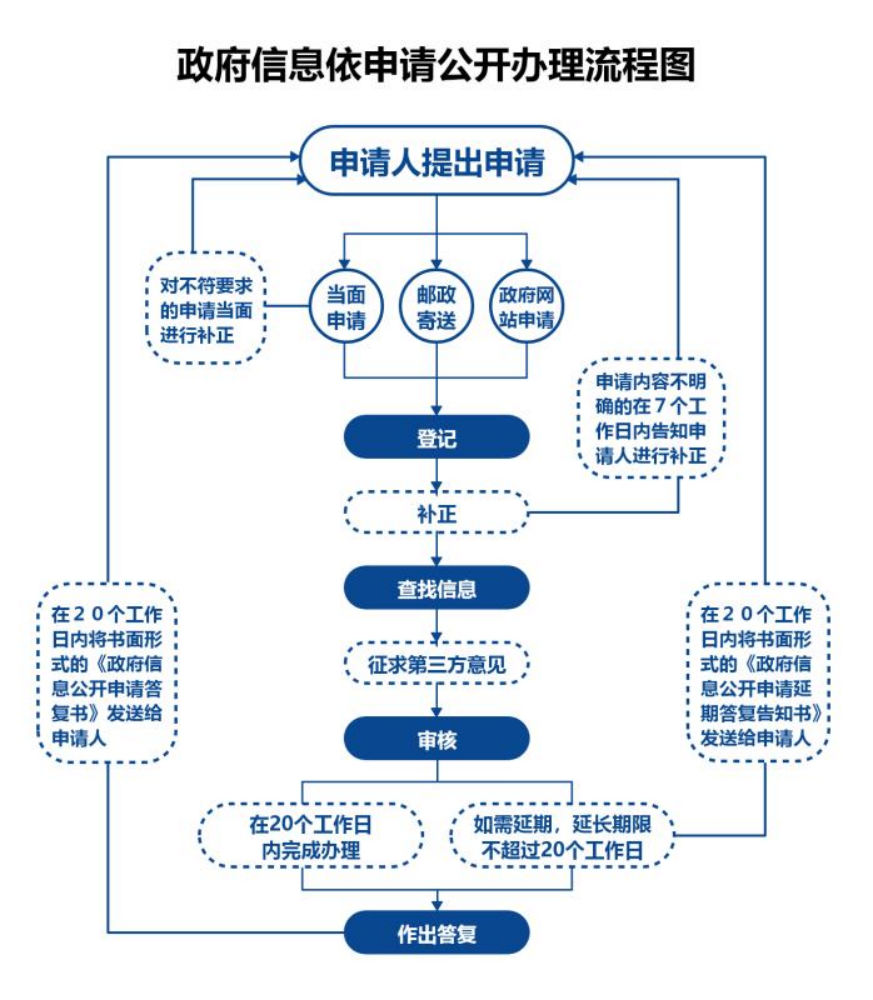 政府信息依申请公开办理流程图
申请人提出申请
对不符要求
的申请当面
进行补正
当面
申请
邮政
寄送
政府网
站申请
申请内容不明
确的在7个工
作日内告知申
请人进行补正
登记
补正
查找信息
征求第三方意见
审核
在20个工作
日内将书面形
式的《政府信
息公开申请答
复书》发送给
申请人
在20个工作
日内将书面形
式的《政府信
息公开申请延
期答复告知书》
发送给申请人
在20个工作日
内完成办理
如需延期，延长期限
不超过20个工作日
作出答复